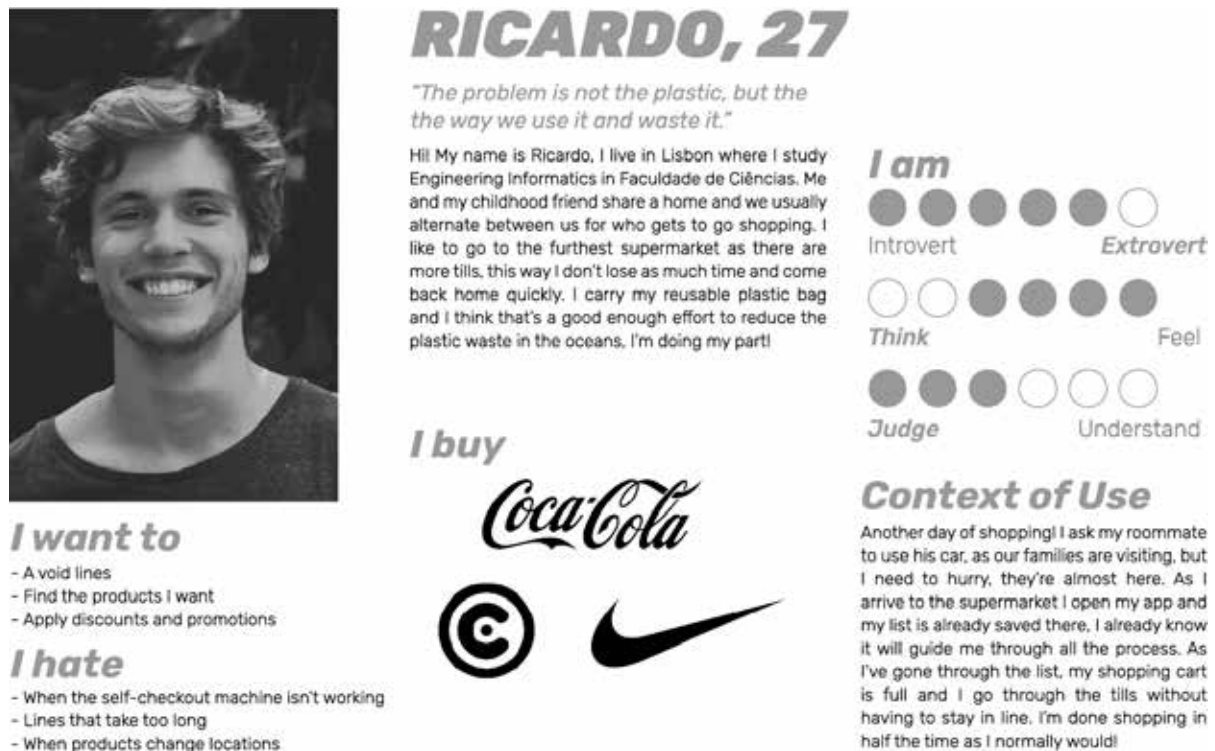 RICARDO, 27
"The problem is not the plastic, but the
the way we use it and waste it."
Hi! My name is Ricardo, I live in Lisbon where I study
Engineering Informatics in Faculdade de Ciências. Me
and my childhood friend share a home and we usually
alternate between us for who gets to go shopping. I
like to go to the furthest supermarket as there are
more tills, this way I don't lose as much time and come
back home quickly. I carry my reusable plastic bag
and I think that's a good enough effort to reduce the
plastic waste in the oceans, I'm doing my part!
I am
Introvert Extrovert
Think Feel
Judge Understand
I buy
Coca-Cola
C
I want to
- A void lines
- Find the products I want
- Apply discounts and promotions
I hate
- When the self-checkout machine isn't working
- Lines that take too long
- When products change locations
Context of Use
Another day of shopping! I ask my roommate
to use his car, as our families are visiting, but
I need to hurry, they're almost here. As I
arrive to the supermarket I open my app and
my list is already saved there, I already know
it will guide me through all the process. As
I've gone through the list, my shopping cart
is full and I go through the tills without
having to stay in line. I'm done shopping in
half the time as I normally would!